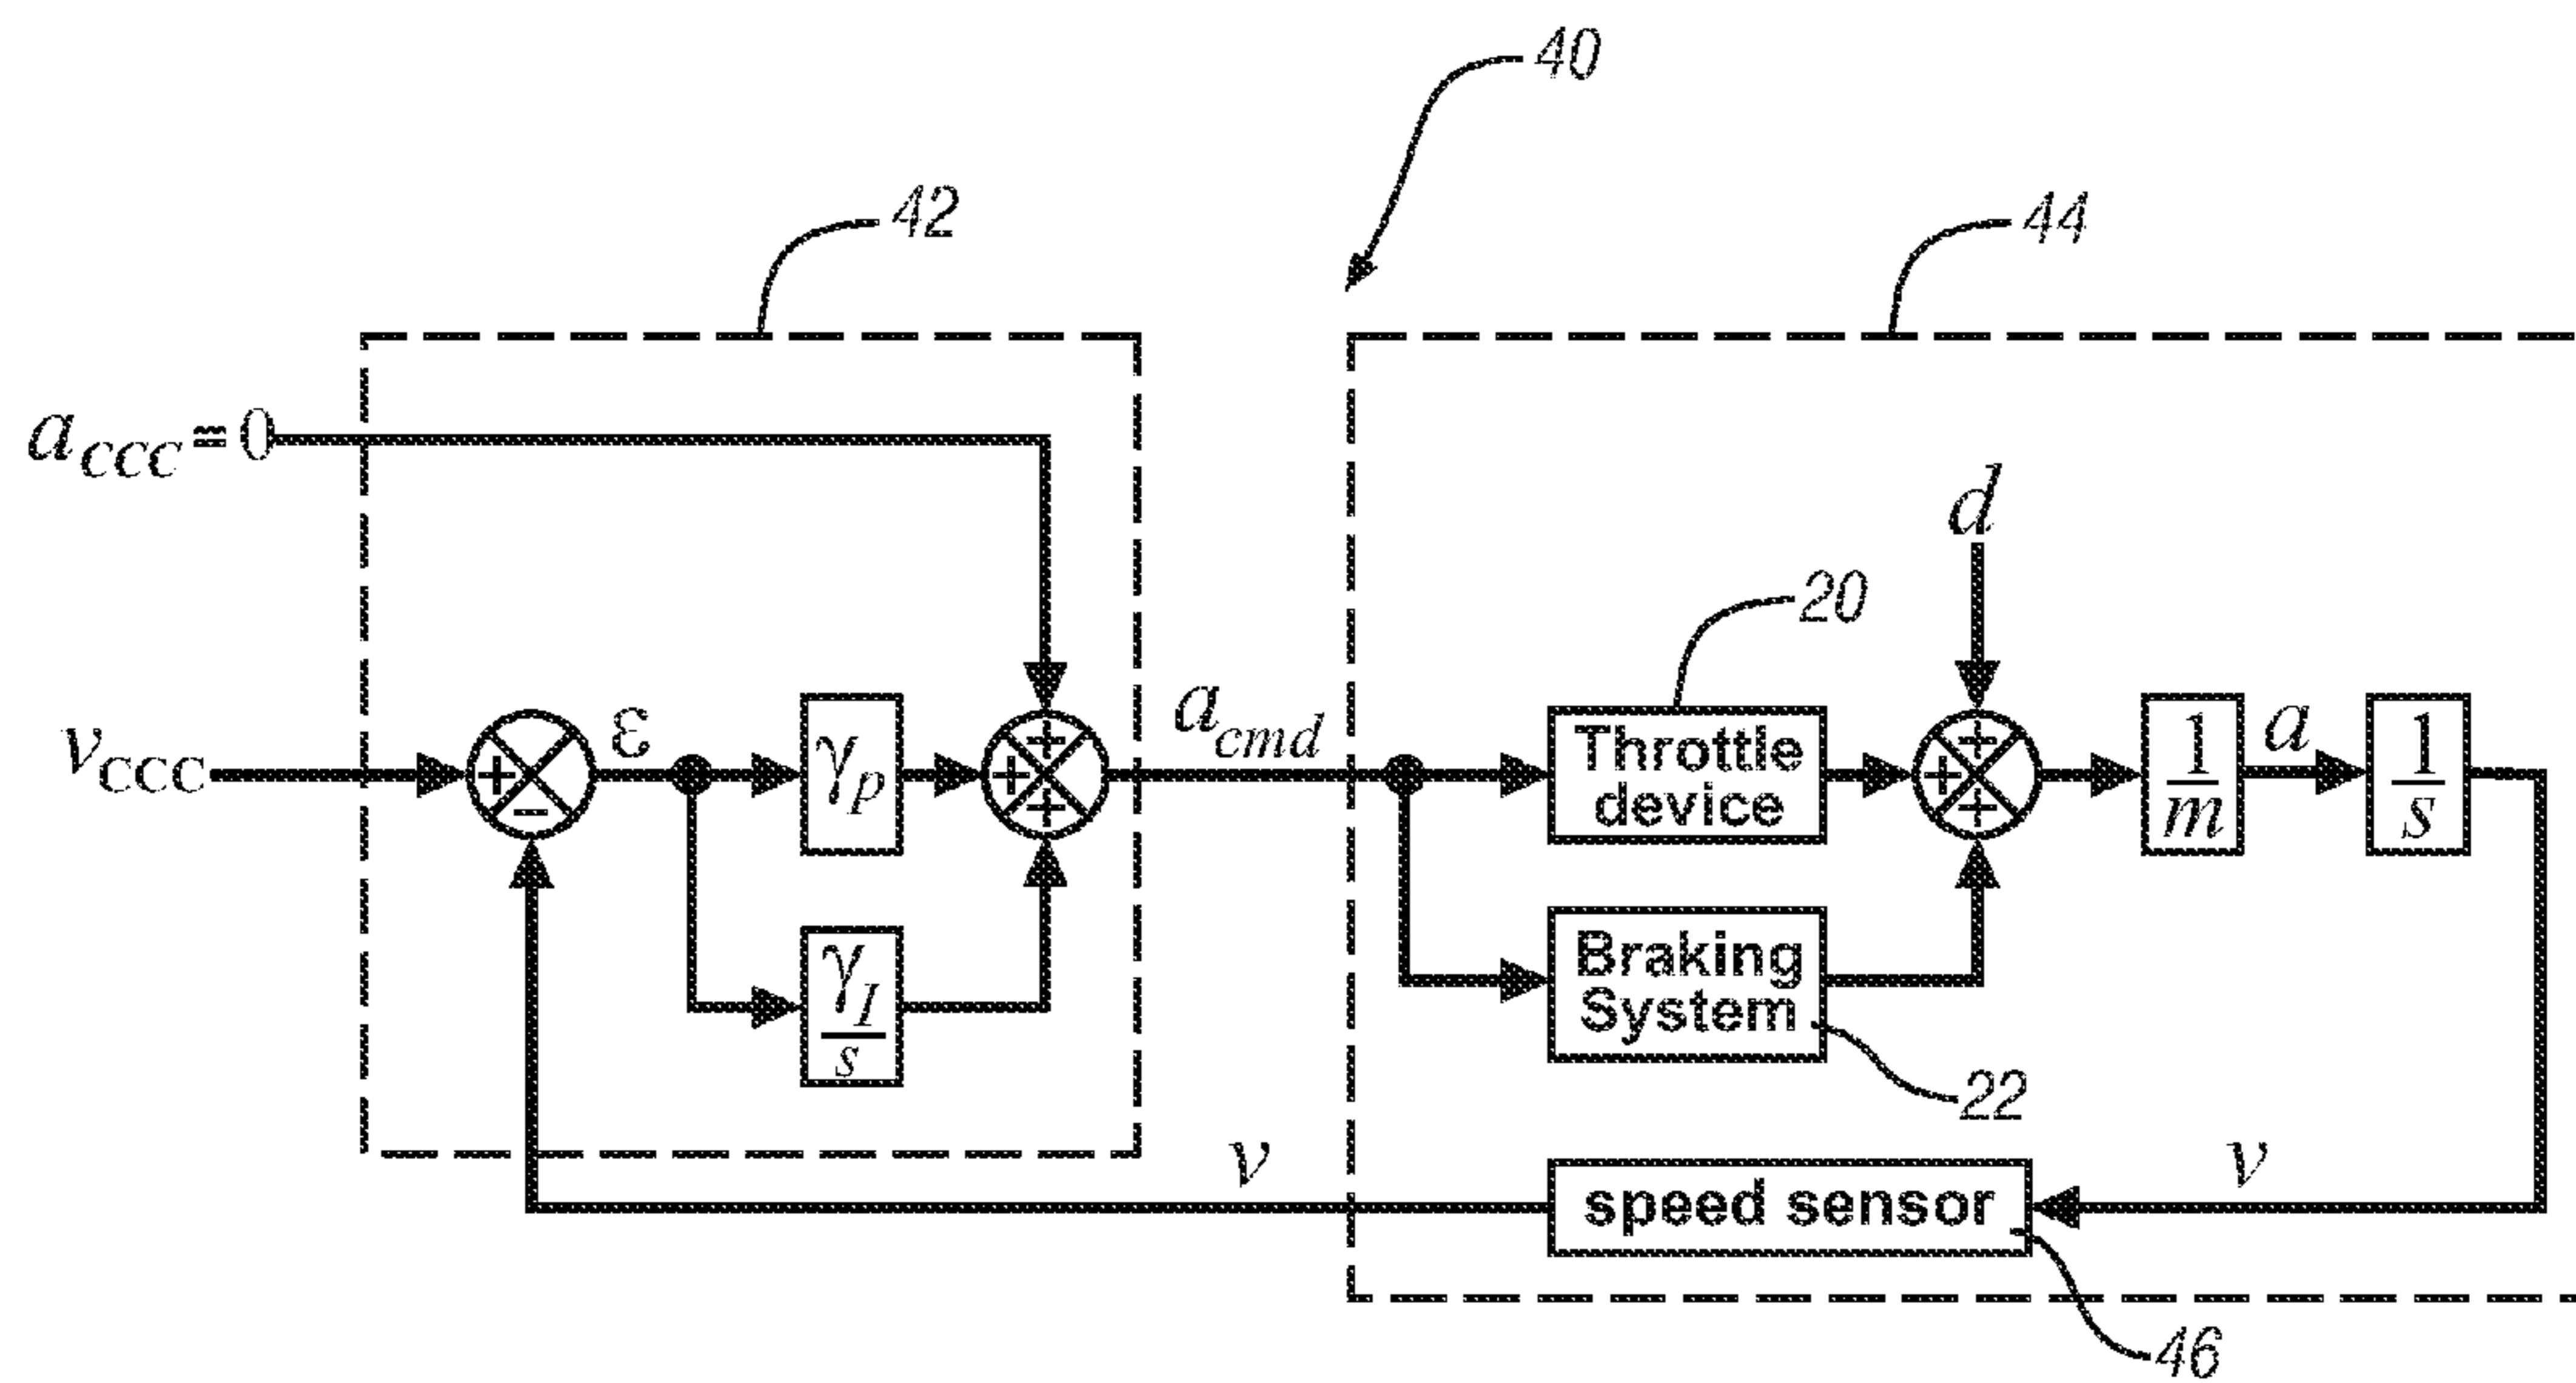 40
42
44
a_ccc = 0
d
20
v_CCC
+
−
ε
γ_p
+
+
+
a_cmd
Throttle
device
+
+
+
1
m
a
1
s
γ_I
s
Braking
System
22
v
speed sensor
v
46